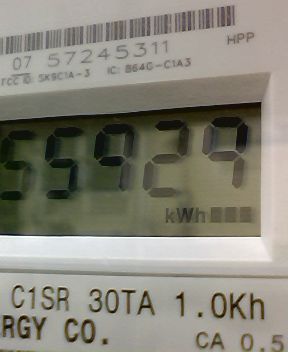 HPP
07 57245311
FCC ID: SK9C1A-3 IC: 864G-C1A3
55929
kWh
C1SR 30TA 1.0Kh
RGY CO.
CA 0.5